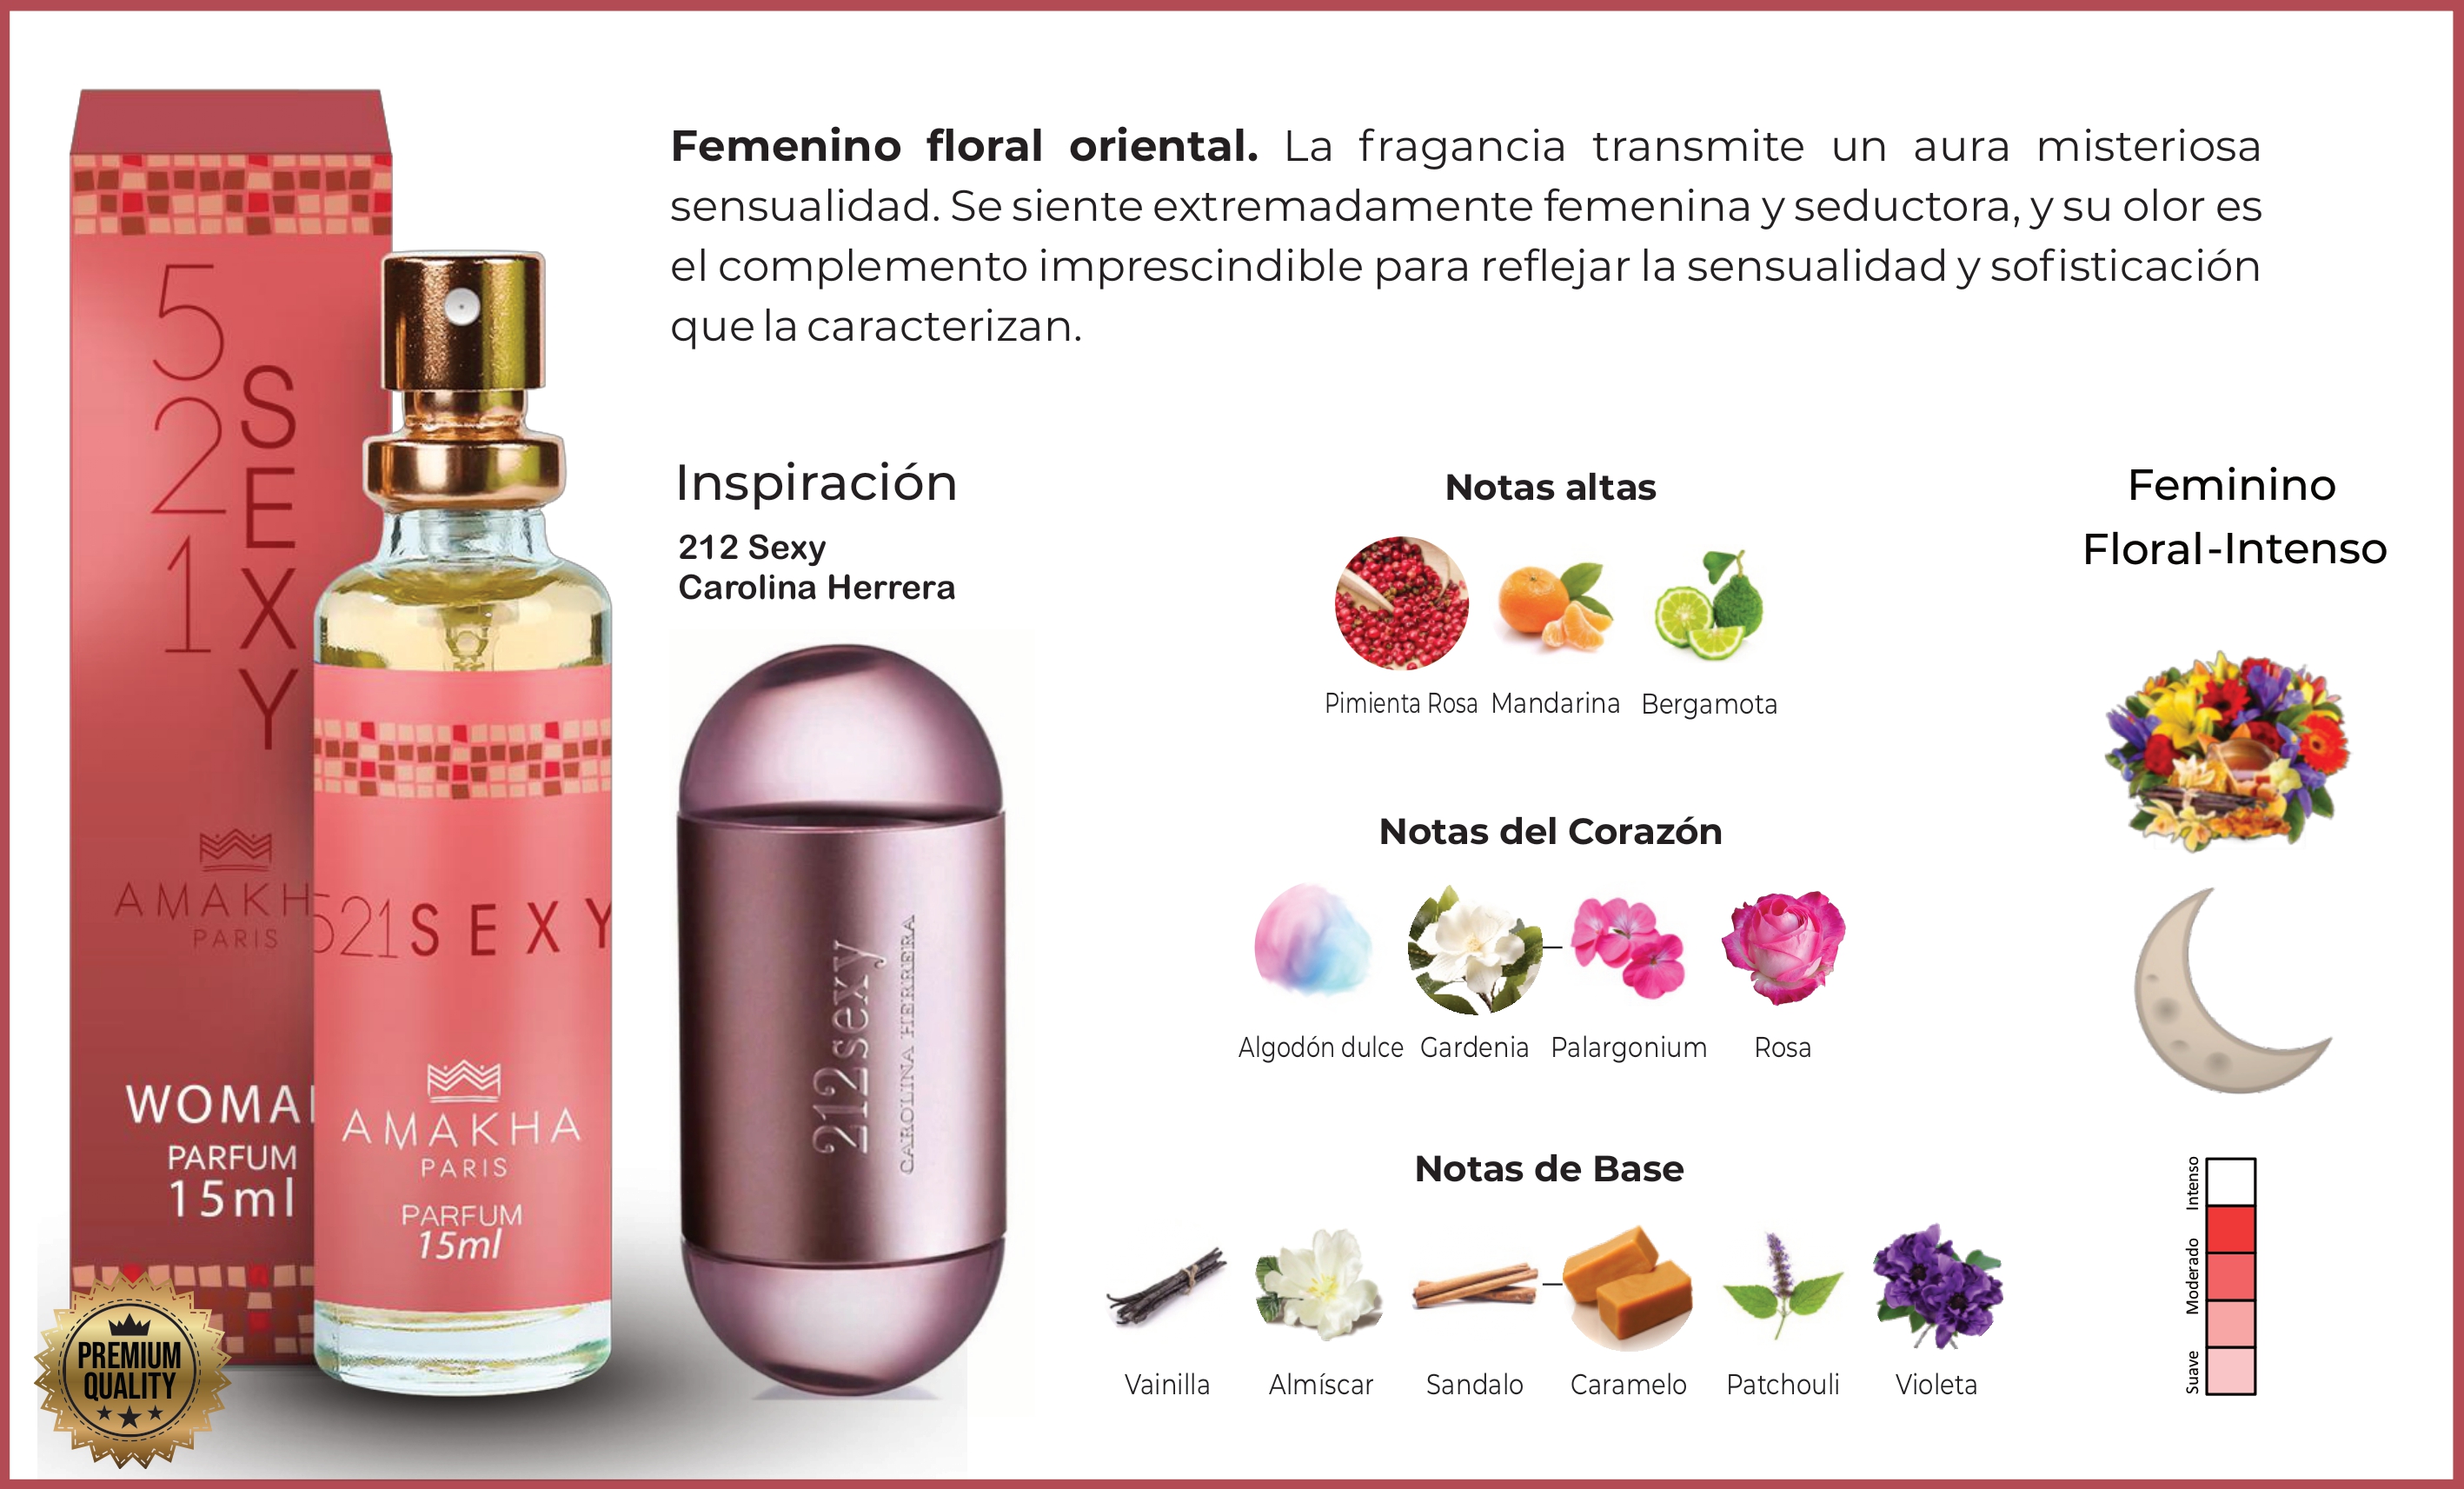 Femenino floral oriental. La fragancia transmite un aura misteriosa
sensualidad. Se siente extremadamente femenina y seductora, y su olor es
el complemento imprescindible para reflejar la sensualidad y sofisticación
que la caracterizan.
5
2
1
S
E
X
Y
AMAKH
PARIS
WOMA
PARFUM
15ml
521 SEXY
AMAKHA
PARIS
PARFUM
15ml
PREMIUM
QUALITY
Inspiración
212 Sexy
Carolina Herrera
212sexy
CAROLINA HERRERA
Notas altas
Pimienta Rosa Mandarina Bergamota
Notas del Corazón
Algodón dulce Gardenia Palargonium Rosa
Notas de Base
Vainilla Almíscar Sandalo Caramelo Patchouli Violeta
Feminino
Floral-Intenso
Intenso
Moderado
Suave